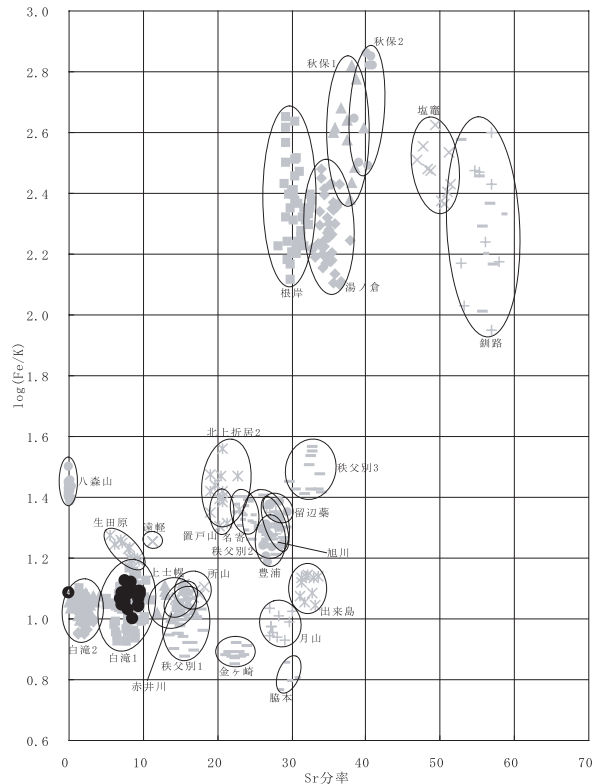 3.0
2.8
2.6
2.4
2.2
2.0
1.8
1.6
1.4
1.2
1.0
0.8
0.6
log(Fe/K)
秋保2
秋保1
塩竈
根岸
湯ノ倉
釧路
北上折居2
秩父別3
八森山
生田原
遠軽
置戸山
名寄
留辺蘂
秩父別2
旭川
豊浦
上士幌
所山
出来島
白滝2
白滝1
秩父別1
月山
金ヶ崎
赤井川
脇本
0
10
20
30
40
50
60
70
Sr分率